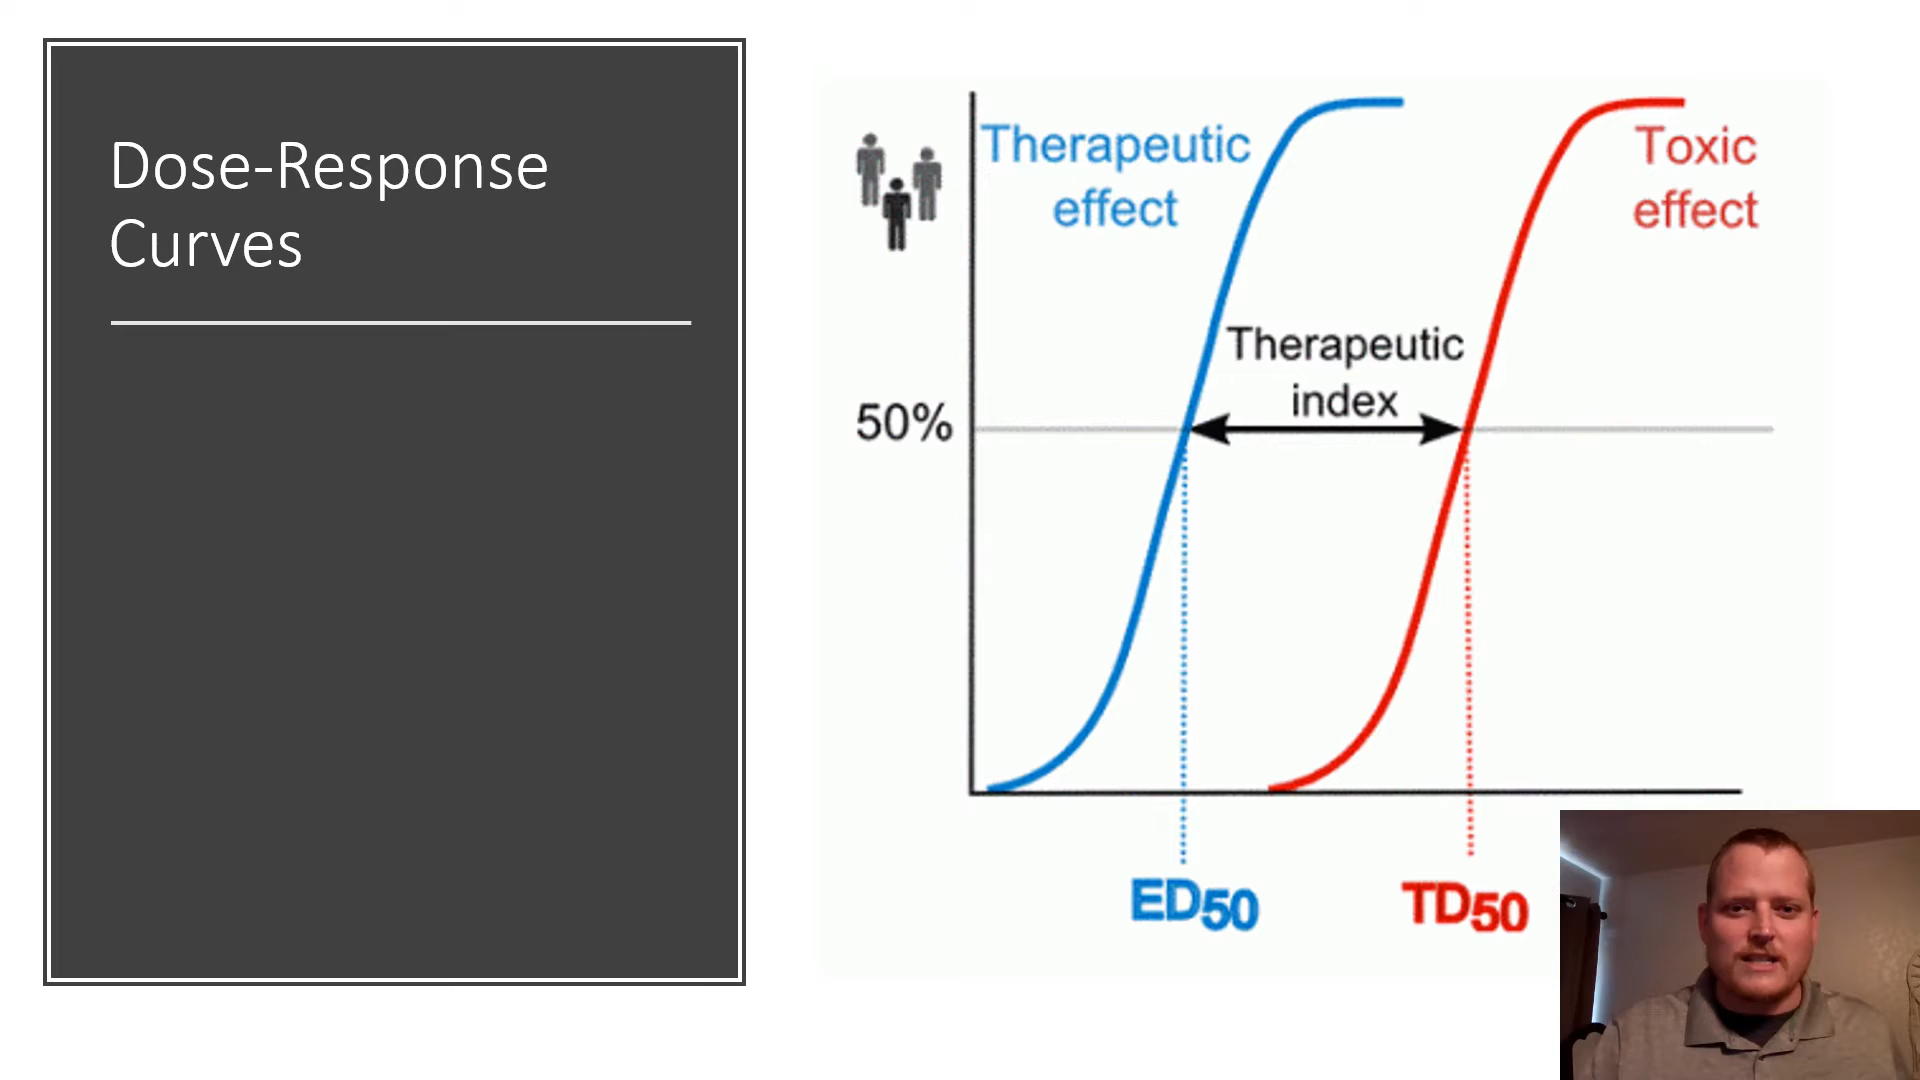 Dose-Response
Curves
Therapeutic
effect
Toxic
effect
Therapeutic
index
50%
ED50
TD50